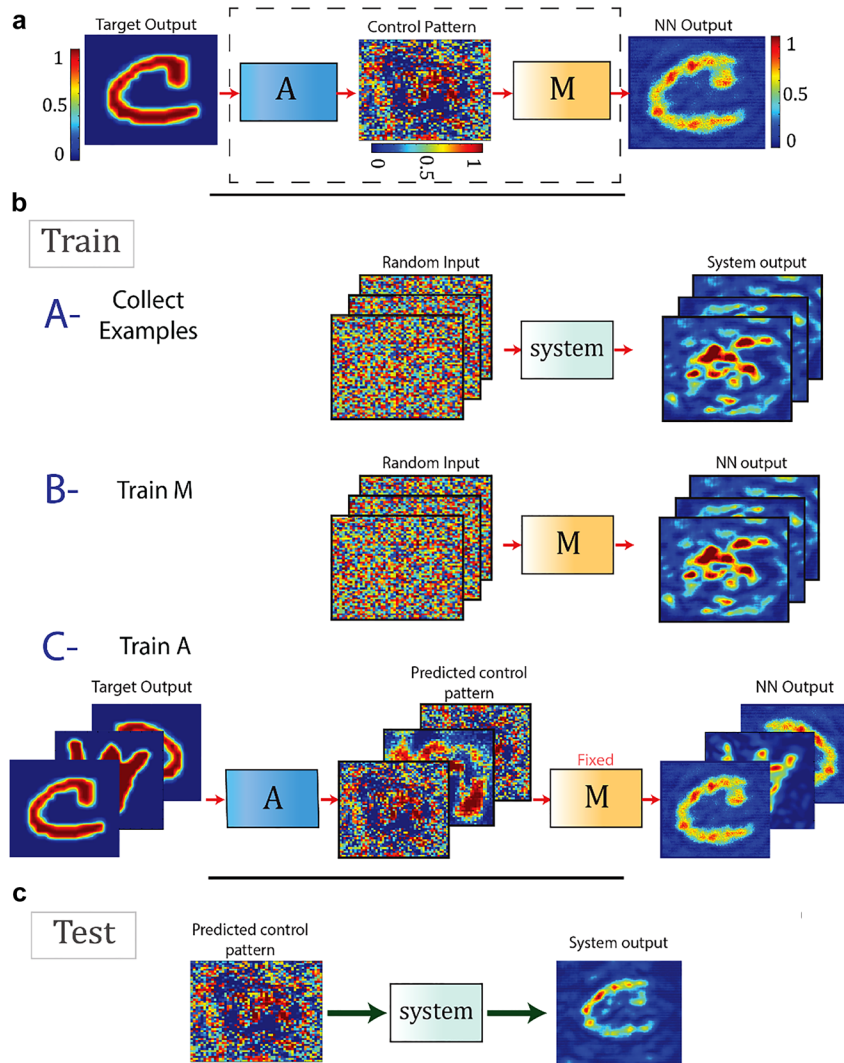 a
Target Output
Control Pattern
NN Output
1
0.5
0
A
M
1
0.5
0
0
0.5
1
b
Train
Random Input
System output
A- Collect
Examples
system
Random Input
NN output
B- Train M
M
C- Train A
Target Output
Predicted control
pattern
NN Output
Fixed
A
M
c
Test
Predicted control
pattern
System output
system